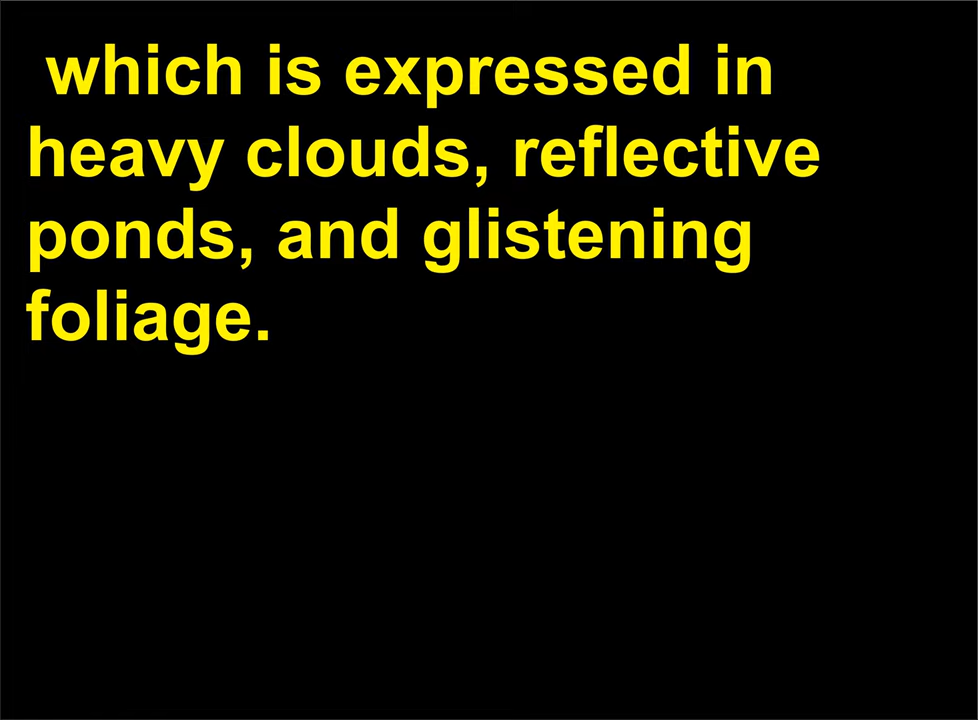 which is expressed in
heavy clouds, reflective
ponds, and glistening
foliage.